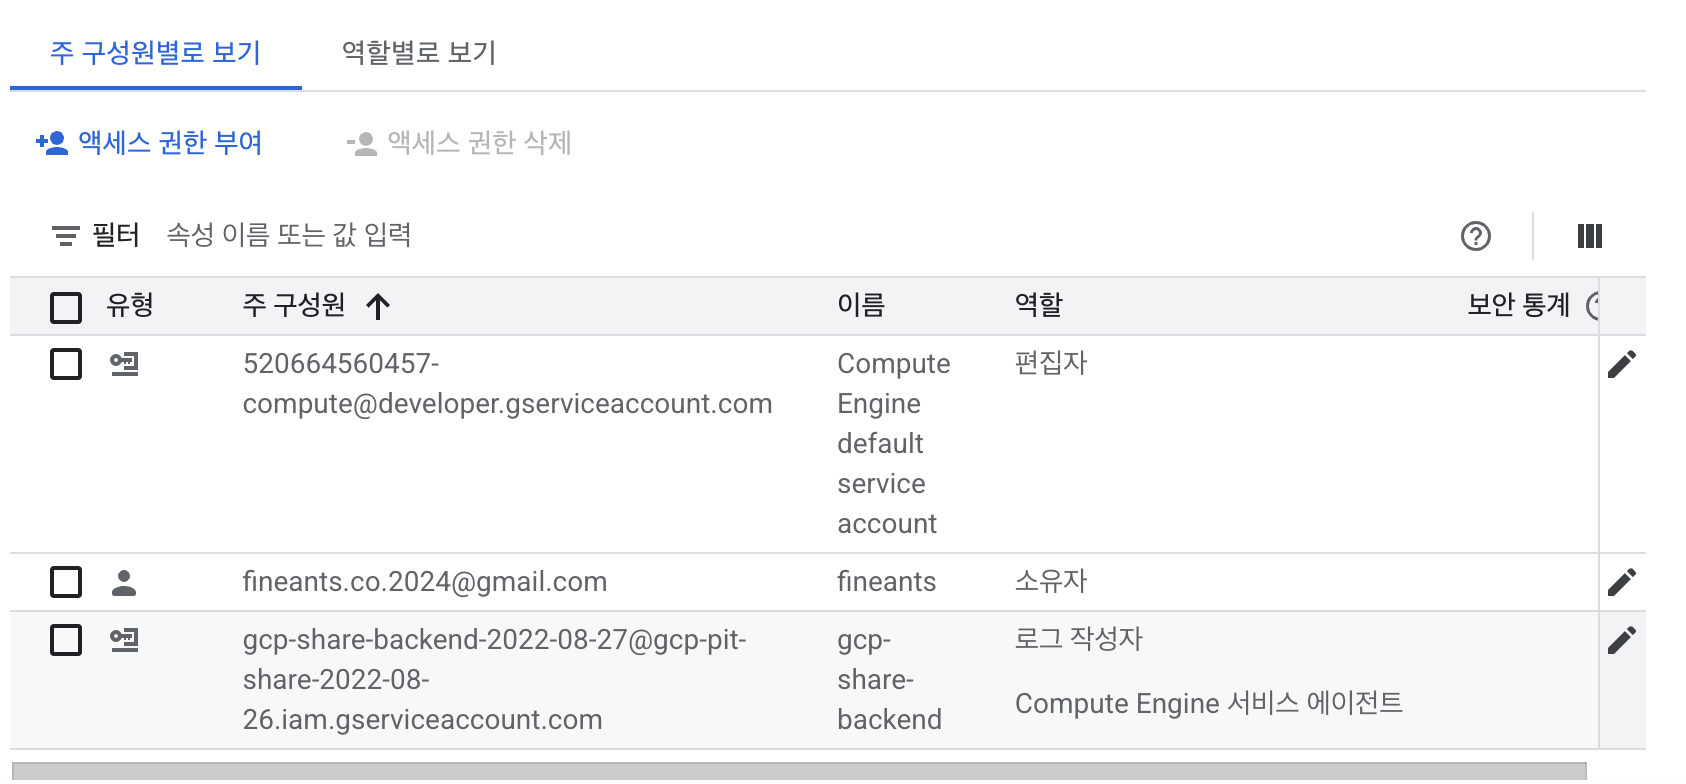 주 구성원별로 보기
역할별로 보기
액세스 권한 부여
액세스 권한 삭제
필터 속성 이름 또는 값 입력
유형 주 구성원 이름 역할 보안 통계
520664560457-
compute@developer.gserviceaccount.com
Compute
Engine
default
service
account
편집자
fineants.co.2024@gmail.com
fineants
소유자
gcp-share-backend-2022-08-27@gcp-pit-
share-2022-08-
26.iam.gserviceaccount.com
gcp-
share-
backend
로그 작성자
Compute Engine 서비스 에이전트